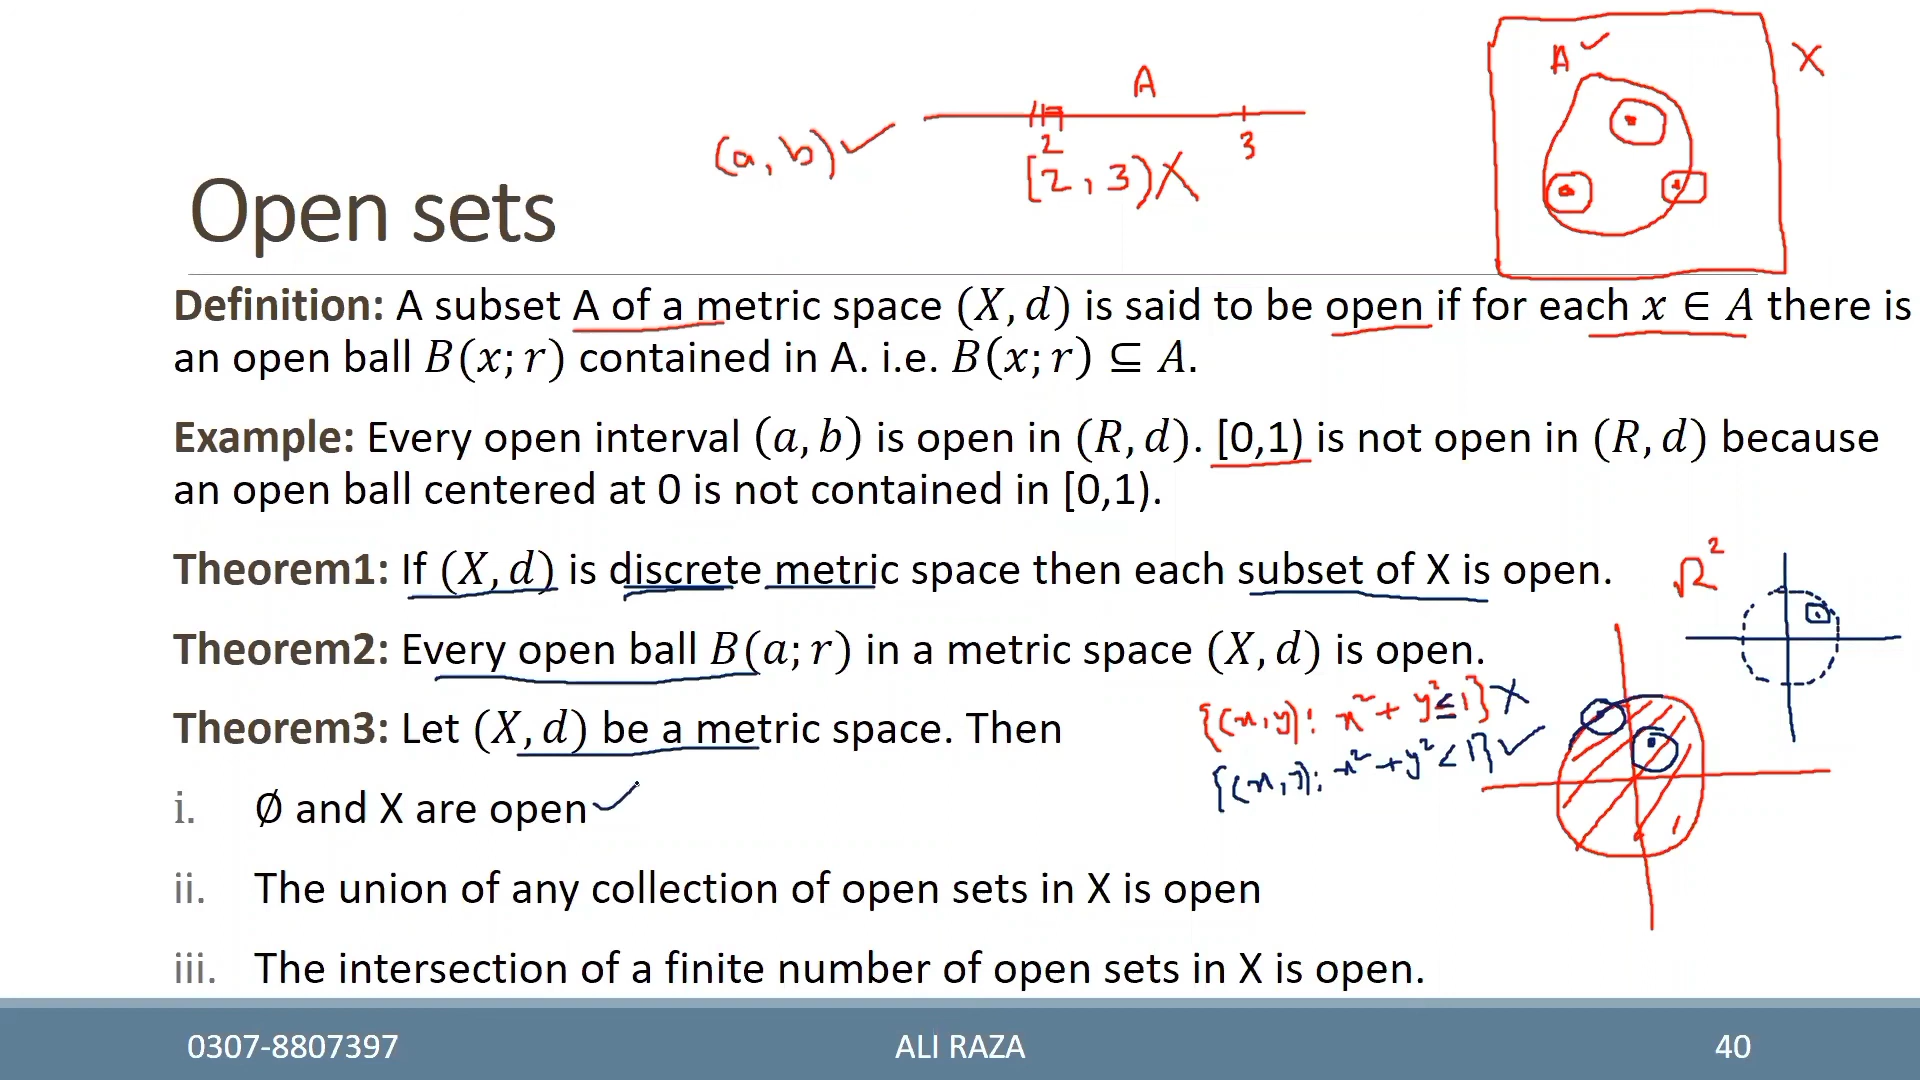 A ✓ X
A
(a, b) ✓ 2 3
[2, 3) X
Open sets
Definition: A subset A of a metric space (X, d) is said to be open if for each x ∈ A there is
an open ball B(x; r) contained in A. i.e. B(x; r) ⊆ A.
Example: Every open interval (a, b) is open in (R, d). [0,1) is not open in (R, d) because
an open ball centered at 0 is not contained in [0,1).
Theorem1: If (X, d) is discrete metric space then each subset of X is open.
R²
Theorem2: Every open ball B(a; r) in a metric space (X, d) is open.
{(x,y): x² + y² ≤ 1} X
Theorem3: Let (X, d) be a metric space. Then
{(x,y): x² + y² < 1} ✓
i. ∅ and X are open ✓
ii. The union of any collection of open sets in X is open
iii. The intersection of a finite number of open sets in X is open.
0307-8807397 ALI RAZA 40